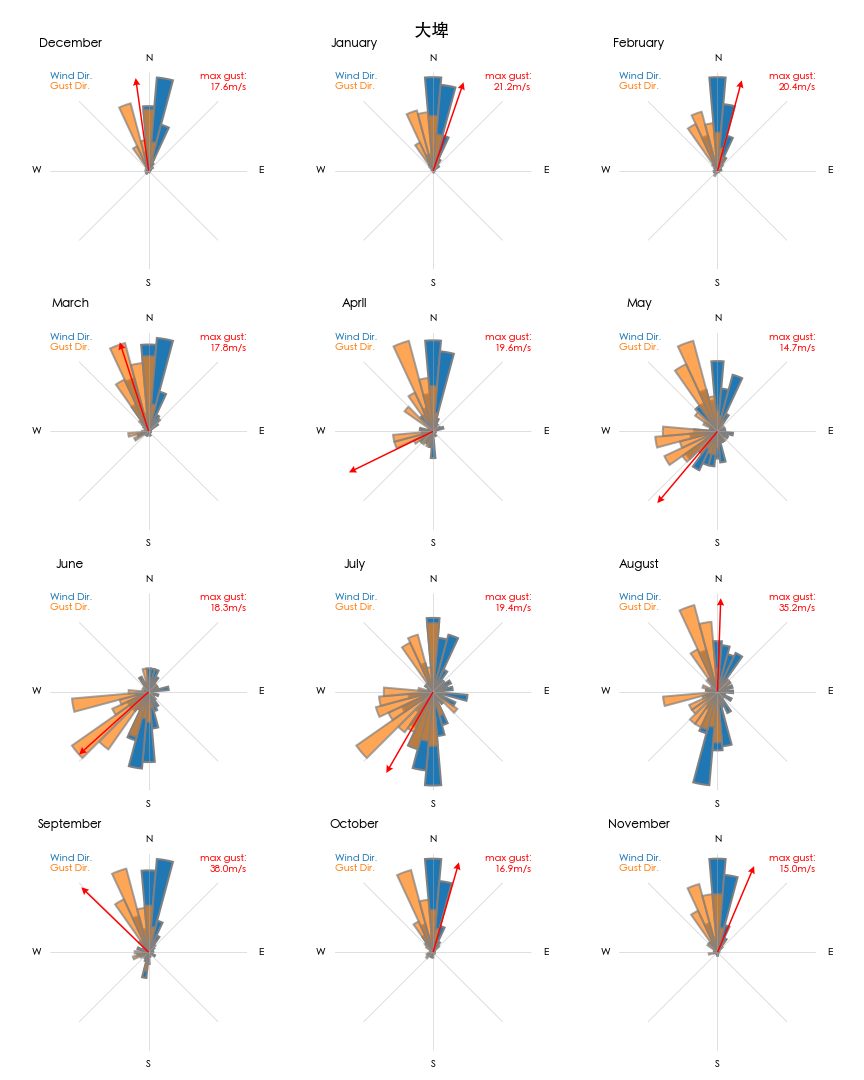 大埤
December
N
Wind Dir.
Gust Dir.
max gust:
17.6m/s
W
E
S
January
N
Wind Dir.
Gust Dir.
max gust:
21.2m/s
W
E
S
February
N
Wind Dir.
Gust Dir.
max gust:
20.4m/s
W
E
S
March
N
Wind Dir.
Gust Dir.
max gust:
17.8m/s
W
E
S
April
N
Wind Dir.
Gust Dir.
max gust:
19.6m/s
W
E
S
May
N
Wind Dir.
Gust Dir.
max gust:
14.7m/s
W
E
S
June
N
Wind Dir.
Gust Dir.
max gust:
18.3m/s
W
E
S
July
N
Wind Dir.
Gust Dir.
max gust:
19.4m/s
W
E
S
August
N
Wind Dir.
Gust Dir.
max gust:
35.2m/s
W
E
S
September
N
Wind Dir.
Gust Dir.
max gust:
38.0m/s
W
E
S
October
N
Wind Dir.
Gust Dir.
max gust:
16.9m/s
W
E
S
November
N
Wind Dir.
Gust Dir.
max gust:
15.0m/s
W
E
S